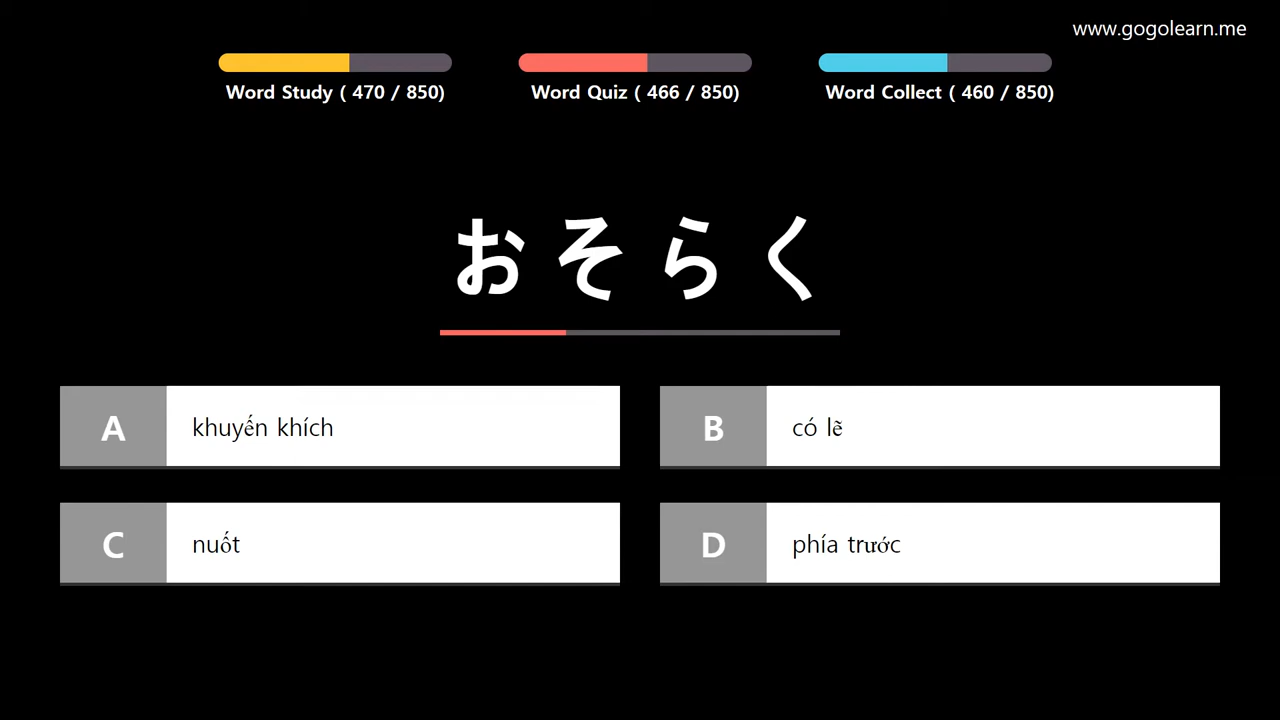 www.gogolearn.me
Word Study ( 470 / 850)
Word Quiz ( 466 / 850)
Word Collect ( 460 / 850)
おそらく
A khuyến khích
B có lẽ
C nuốt
D phía trước